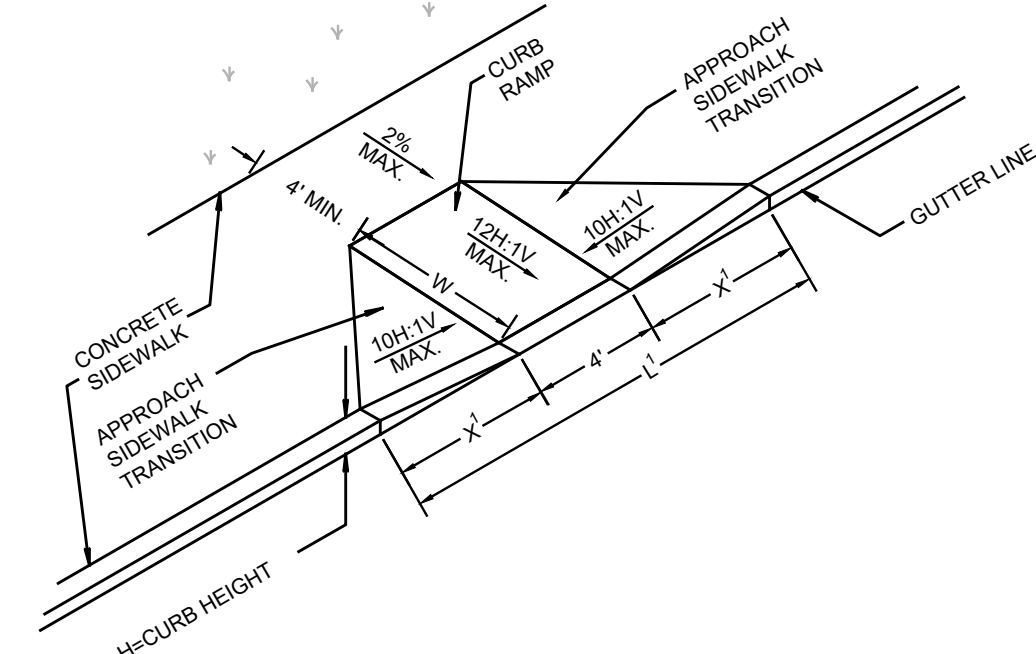 CURB
RAMP
APPROACH
SIDEWALK
TRANSITION
2%
MAX.
4' MIN.
GUTTER LINE
12H:1V
MAX.
10H:1V
MAX.
W
X1
CONCRETE
SIDEWALK
10H:1V
MAX.
4'
L1
APPROACH
SIDEWALK
TRANSITION
X1
H=CURB HEIGHT